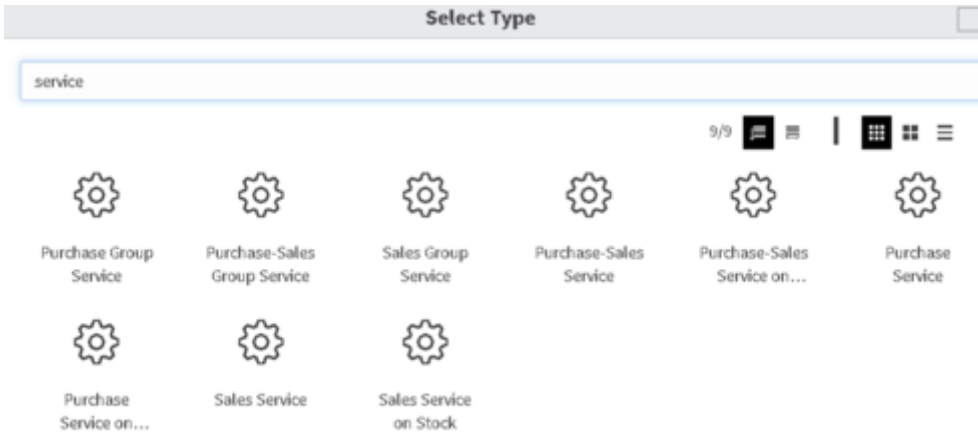 Select Type
service
9/9
Purchase Group Purchase-Sales Sales Group Purchase-Sales Purchase-Sales Purchase
Service Group Service Service Service Service on... Service
Purchase Sales Service Sales Service
Service on... on Stock